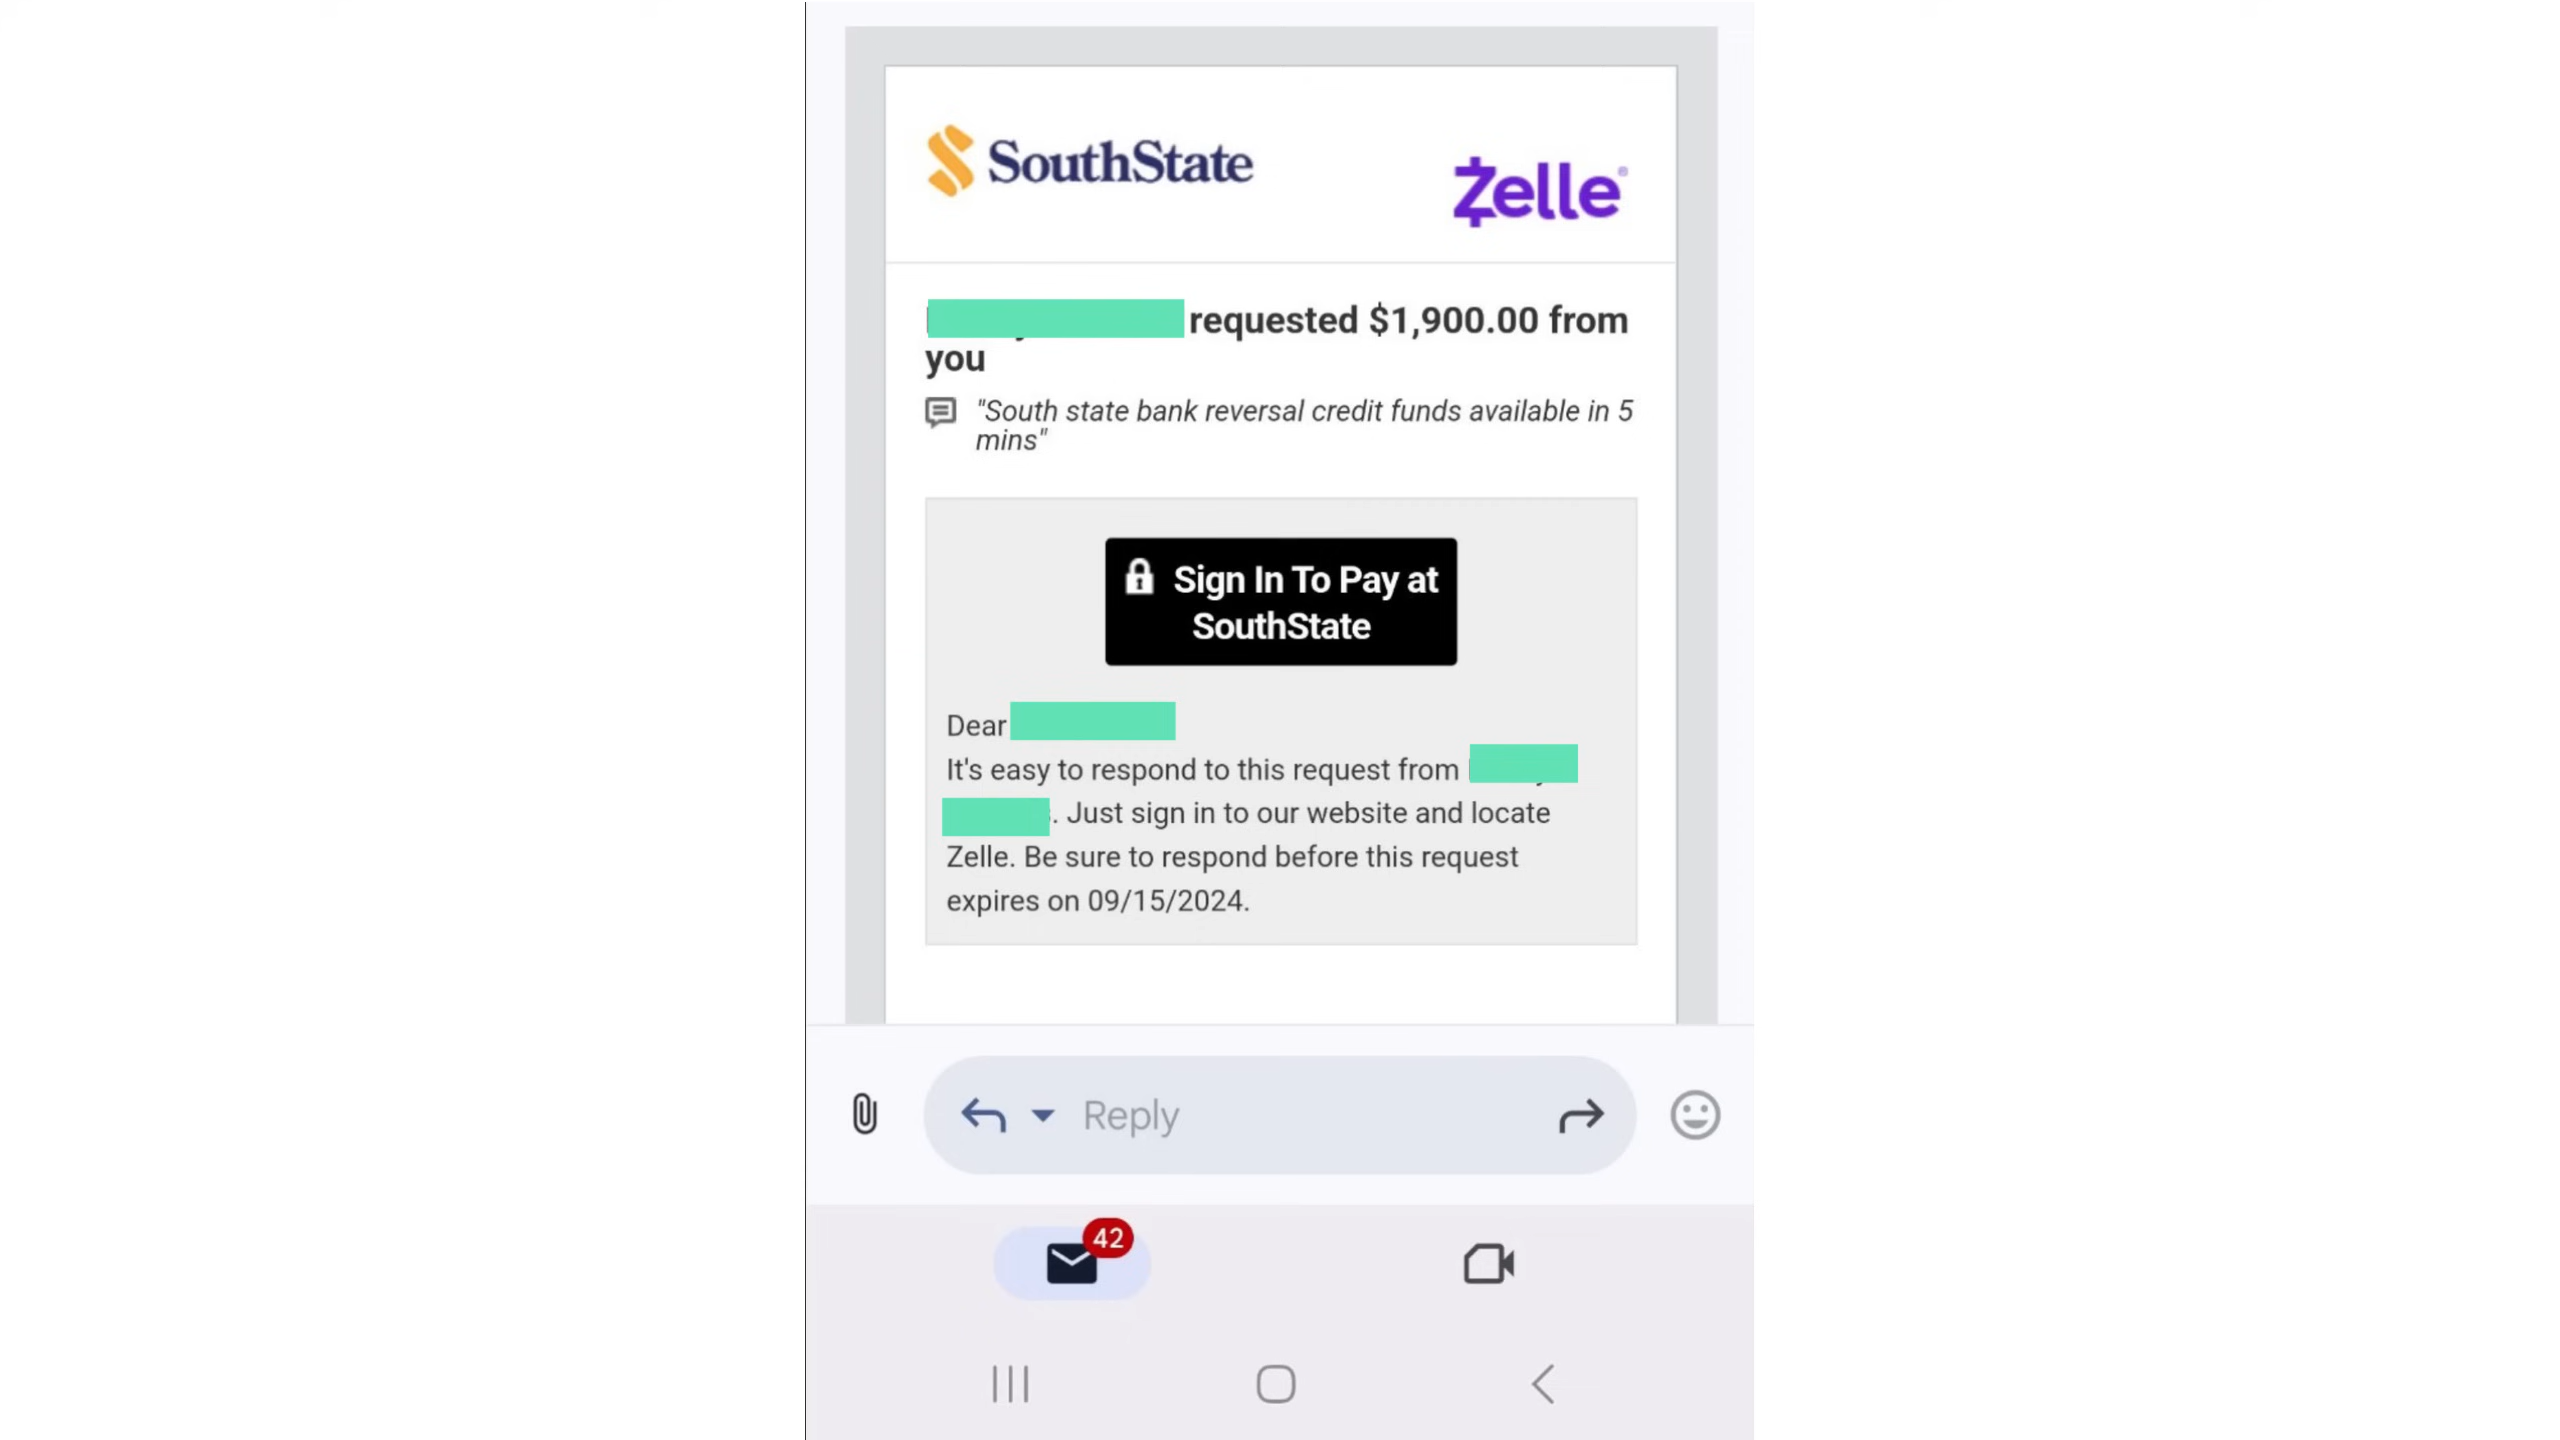 SouthState
Zelle®
requested $1,900.00 from
you
"South state bank reversal credit funds available in 5
mins"
Sign In To Pay at
SouthState
Dear
It's easy to respond to this request from
. Just sign in to our website and locate
Zelle. Be sure to respond before this request
expires on 09/15/2024.
Reply
42